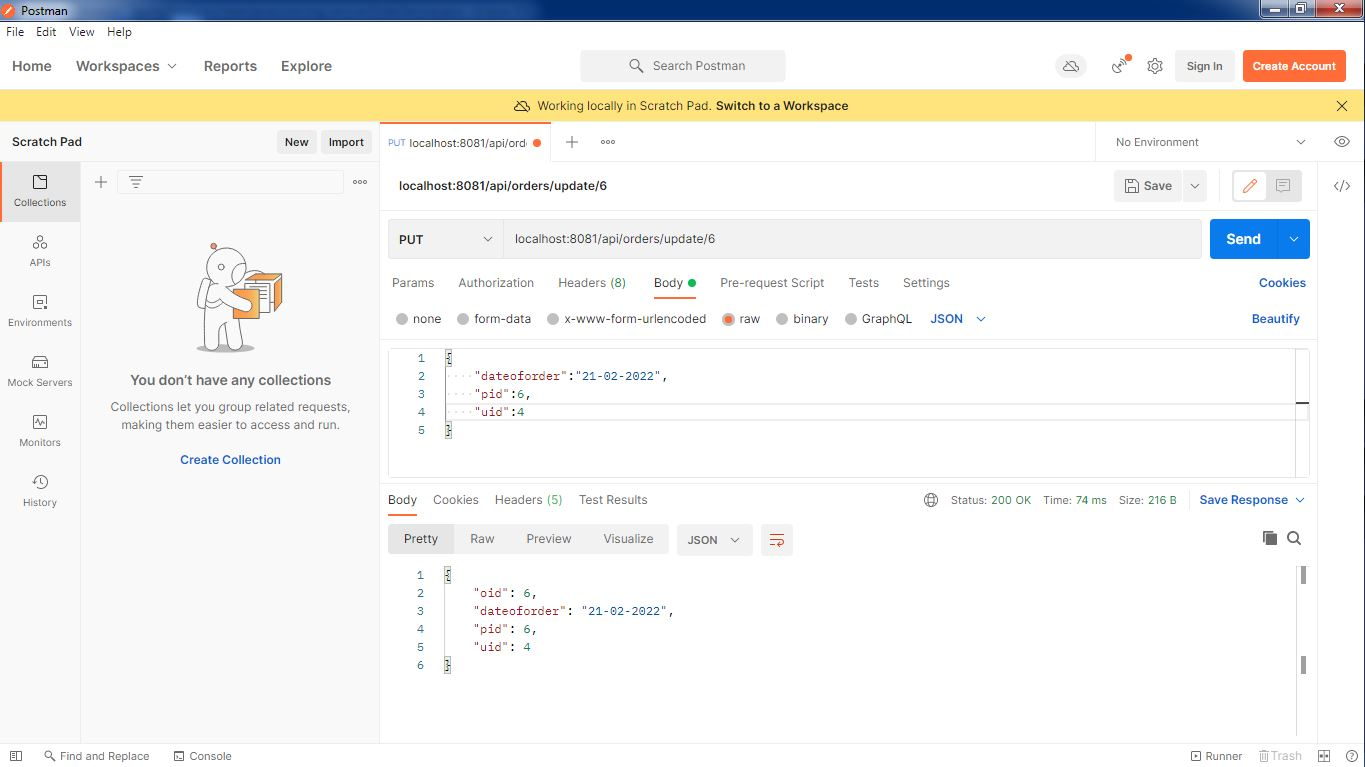 Postman
File Edit View Help
Home Workspaces Reports Explore Search Postman Sign In Create Account
Working locally in Scratch Pad. Switch to a Workspace
Scratch Pad New Import PUT localhost:8081/api/ord No Environment
localhost:8081/api/orders/update/6 Save
Collections
APIs
Environments
Mock Servers
Monitors
History
You don't have any collections
Collections let you group related requests,
making them easier to access and run.
Create Collection
PUT localhost:8081/api/orders/update/6 Send
Params Authorization Headers (8) Body Pre-request Script Tests Settings Cookies
none form-data x-www-form-urlencoded raw binary GraphQL JSON Beautify
1 {
2 "dateoforder":"21-02-2022",
3 "pid":6,
4 "uid":4
5 }
Body Cookies Headers (5) Test Results Status: 200 OK Time: 74 ms Size: 216 B Save Response
Pretty Raw Preview Visualize JSON
1 {
2 "oid": 6,
3 "dateoforder": "21-02-2022",
4 "pid": 6,
5 "uid": 4
6 }
Find and Replace Console Runner Trash